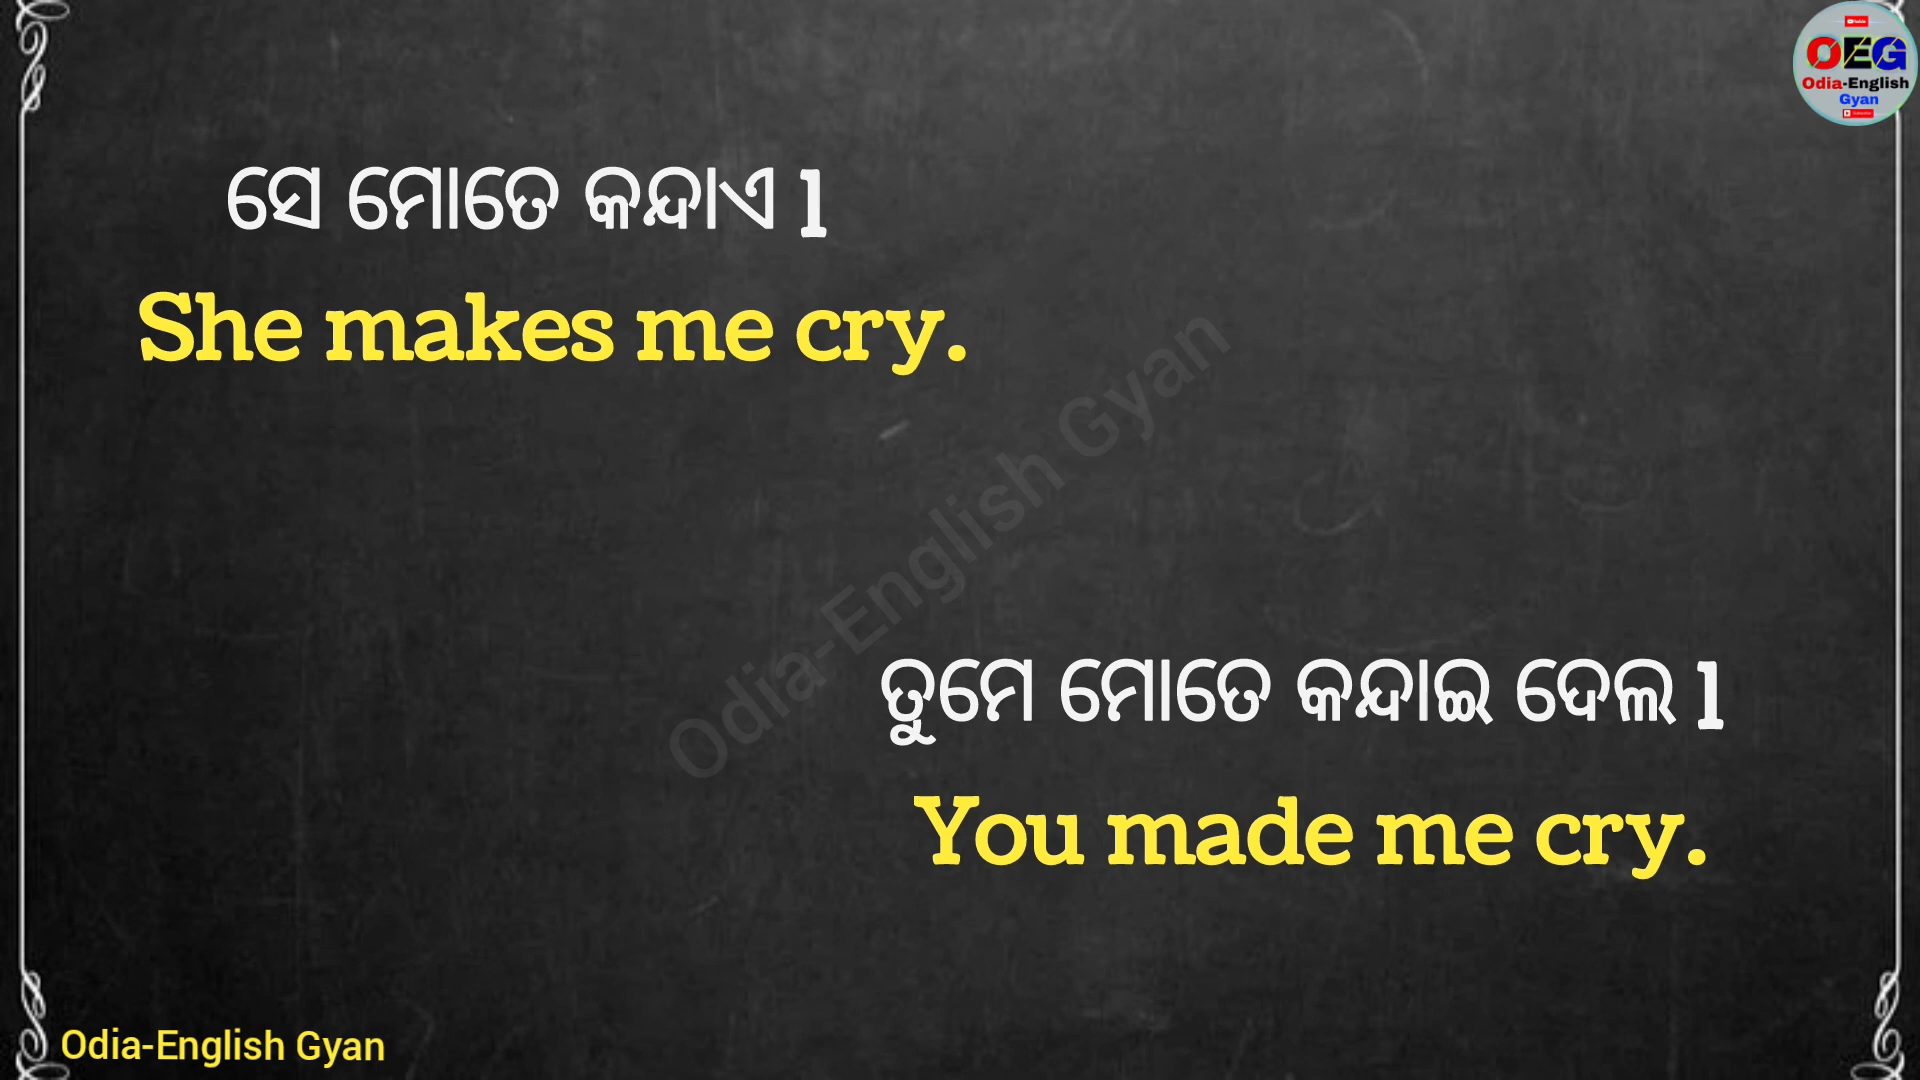 OEG
Odia-English
Gyan
ସେ ମୋତେ କନ୍ଦାଏ l
She makes me cry.
Odia-English Gyan
ତୁମେ ମୋତେ କନ୍ଦାଇ ଦେଲ l
You made me cry.
Odia-English Gyan